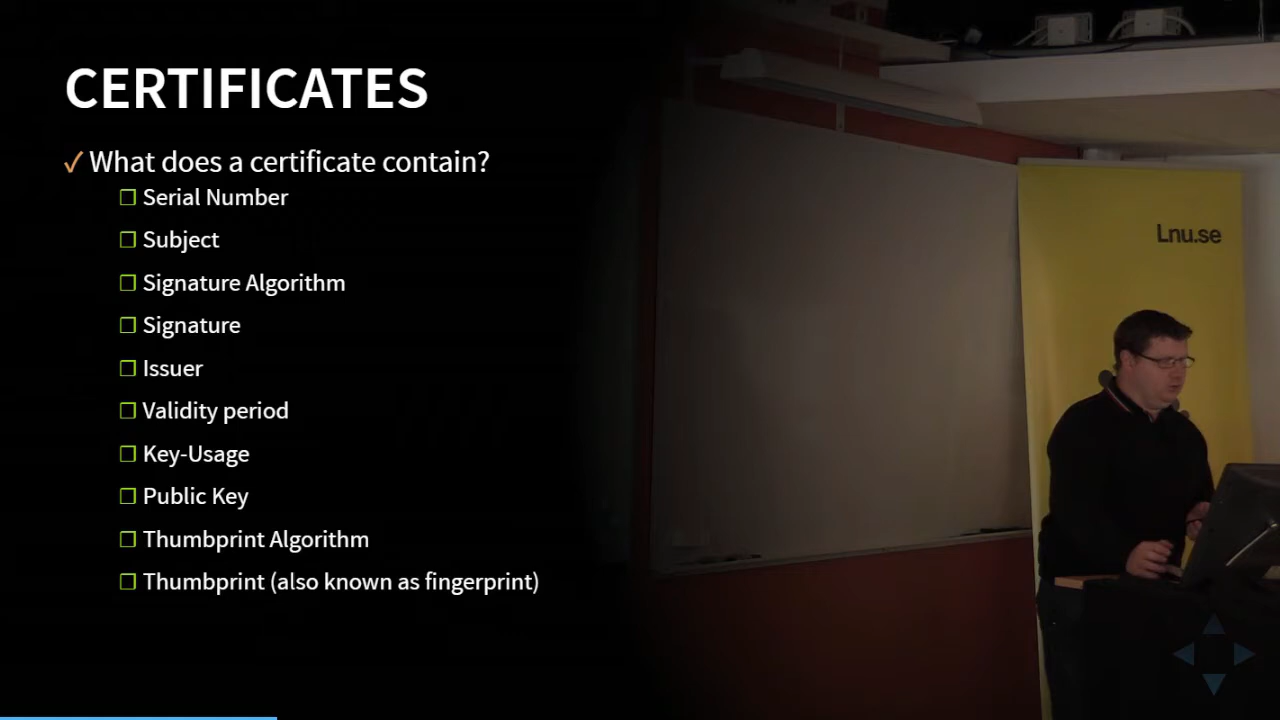 CERTIFICATES
✓ What does a certificate contain?
❒ Serial Number
❒ Subject
❒ Signature Algorithm
❒ Signature
❒ Issuer
❒ Validity period
❒ Key-Usage
❒ Public Key
❒ Thumbprint Algorithm
❒ Thumbprint (also known as fingerprint)
Lnu.se